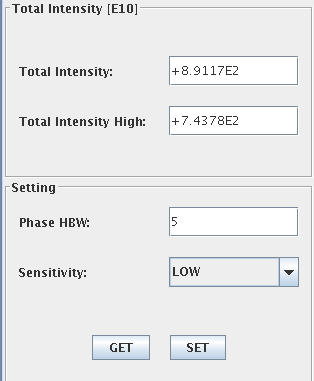 Total Intensity [E10]
Total Intensity: +8.9117E2
Total Intensity High: +7.4378E2
Setting
Phase HBW: 5
Sensitivity: LOW
GET SET